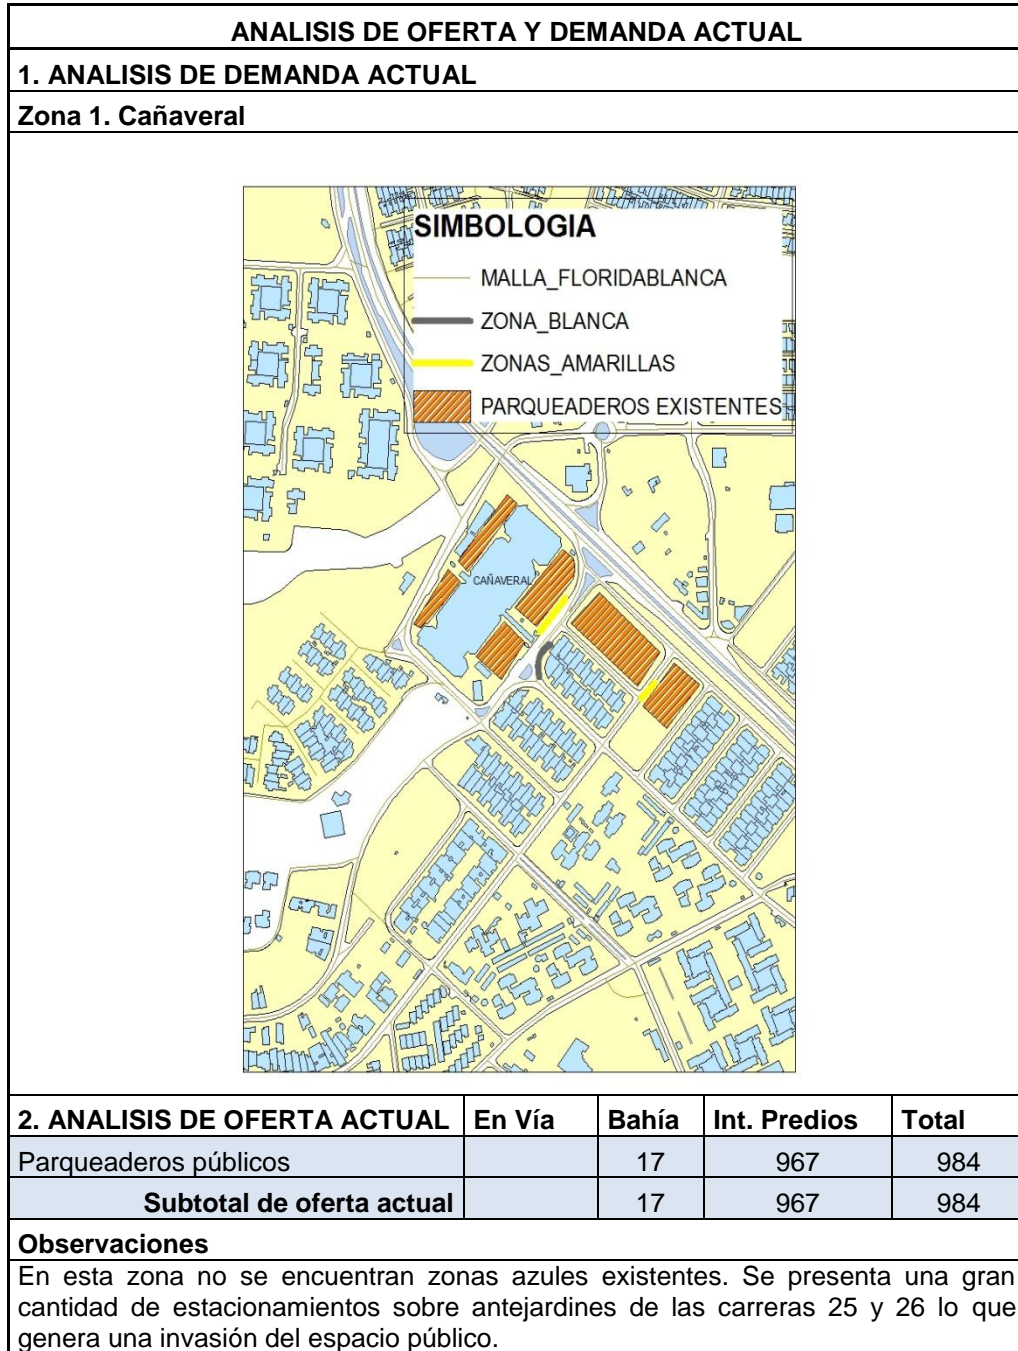 ANALISIS DE OFERTA Y DEMANDA ACTUAL
1. ANALISIS DE DEMANDA ACTUAL
Zona 1. Cañaveral
SIMBOLOGIA
MALLA_FLORIDABLANCA
ZONA_BLANCA
ZONAS_AMARILLAS
PARQUEADEROS EXISTENTES
CAÑAVERAL
2. ANALISIS DE OFERTA ACTUAL En Vía Bahía Int. Predios Total
Parqueaderos públicos 17 967 984
Subtotal de oferta actual 17 967 984
Observaciones
En esta zona no se encuentran zonas azules existentes. Se presenta una gran
cantidad de estacionamientos sobre antejardines de las carreras 25 y 26 lo que
genera una invasión del espacio público.